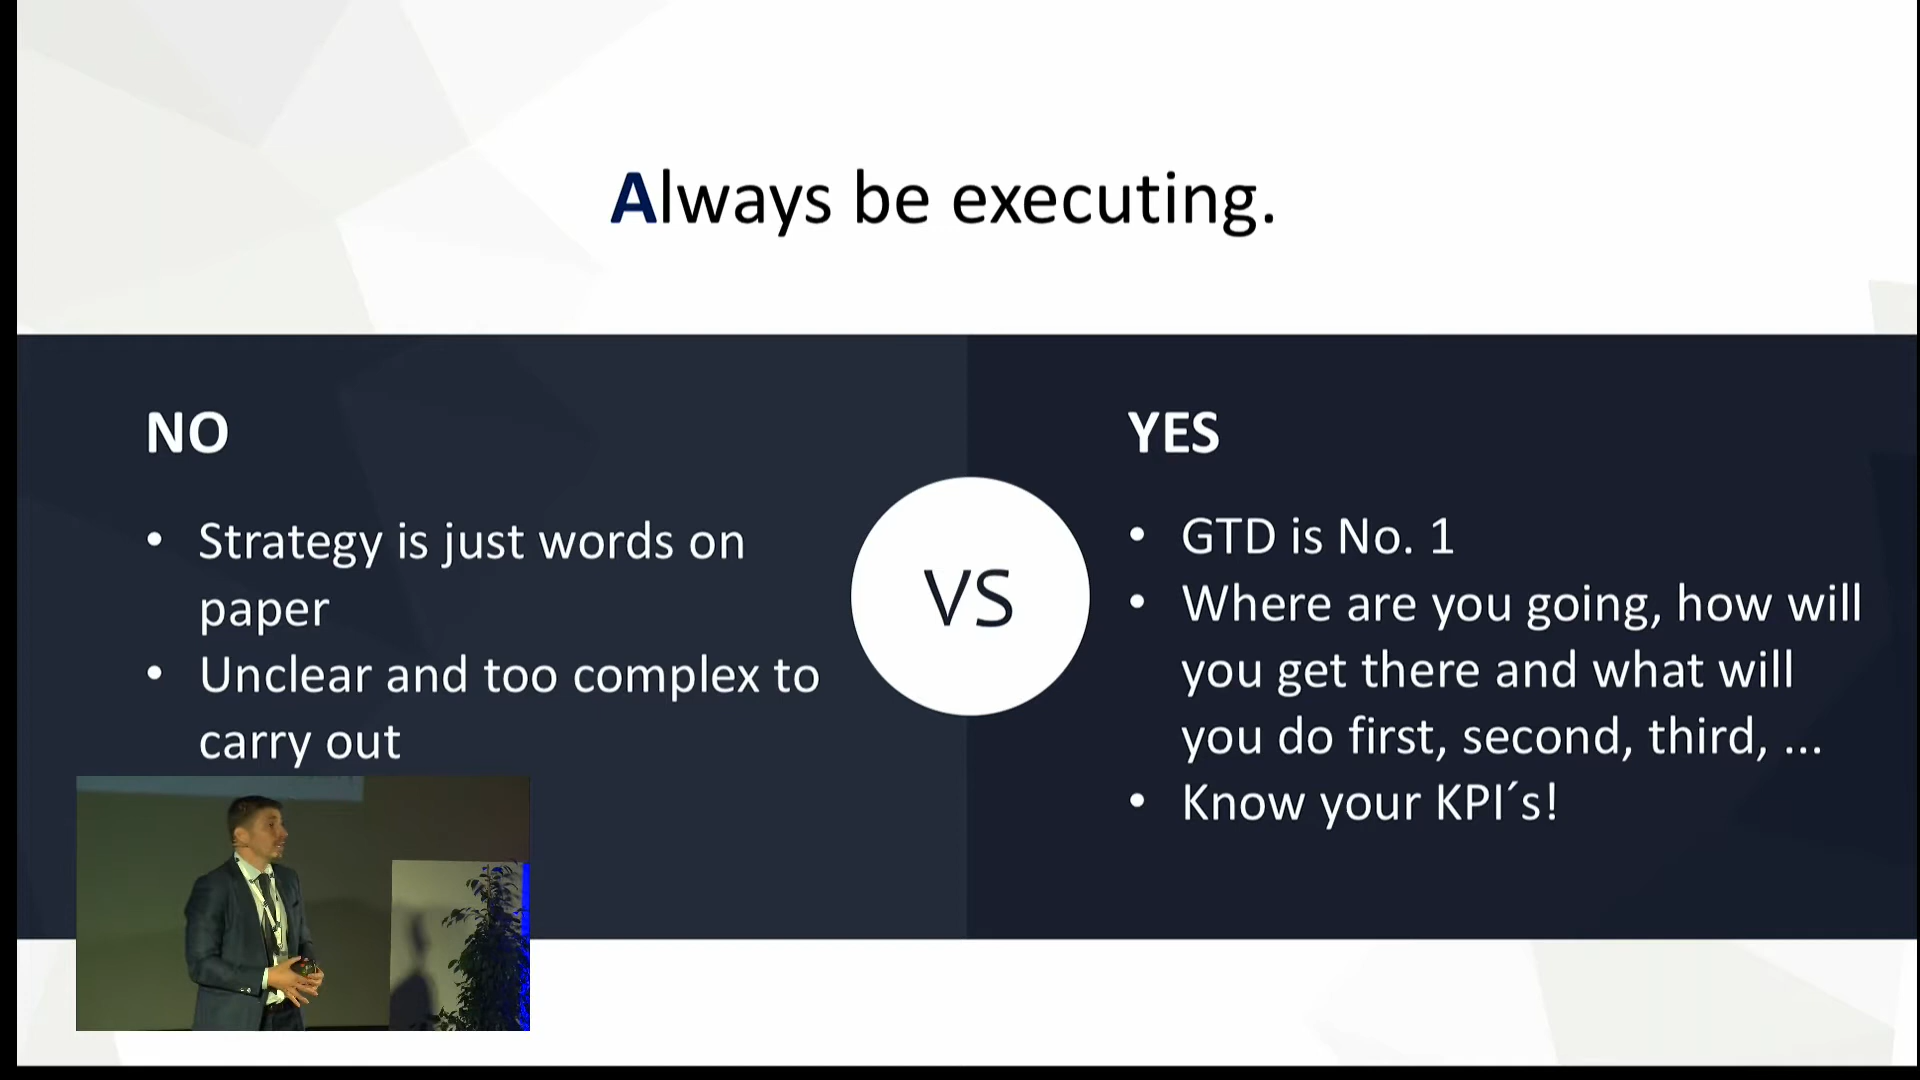 Always be executing.
NO
• Strategy is just words on
paper
• Unclear and too complex to
carry out
VS
YES
• GTD is No. 1
• Where are you going, how will
you get there and what will
you do first, second, third, ...
• Know your KPI´s!